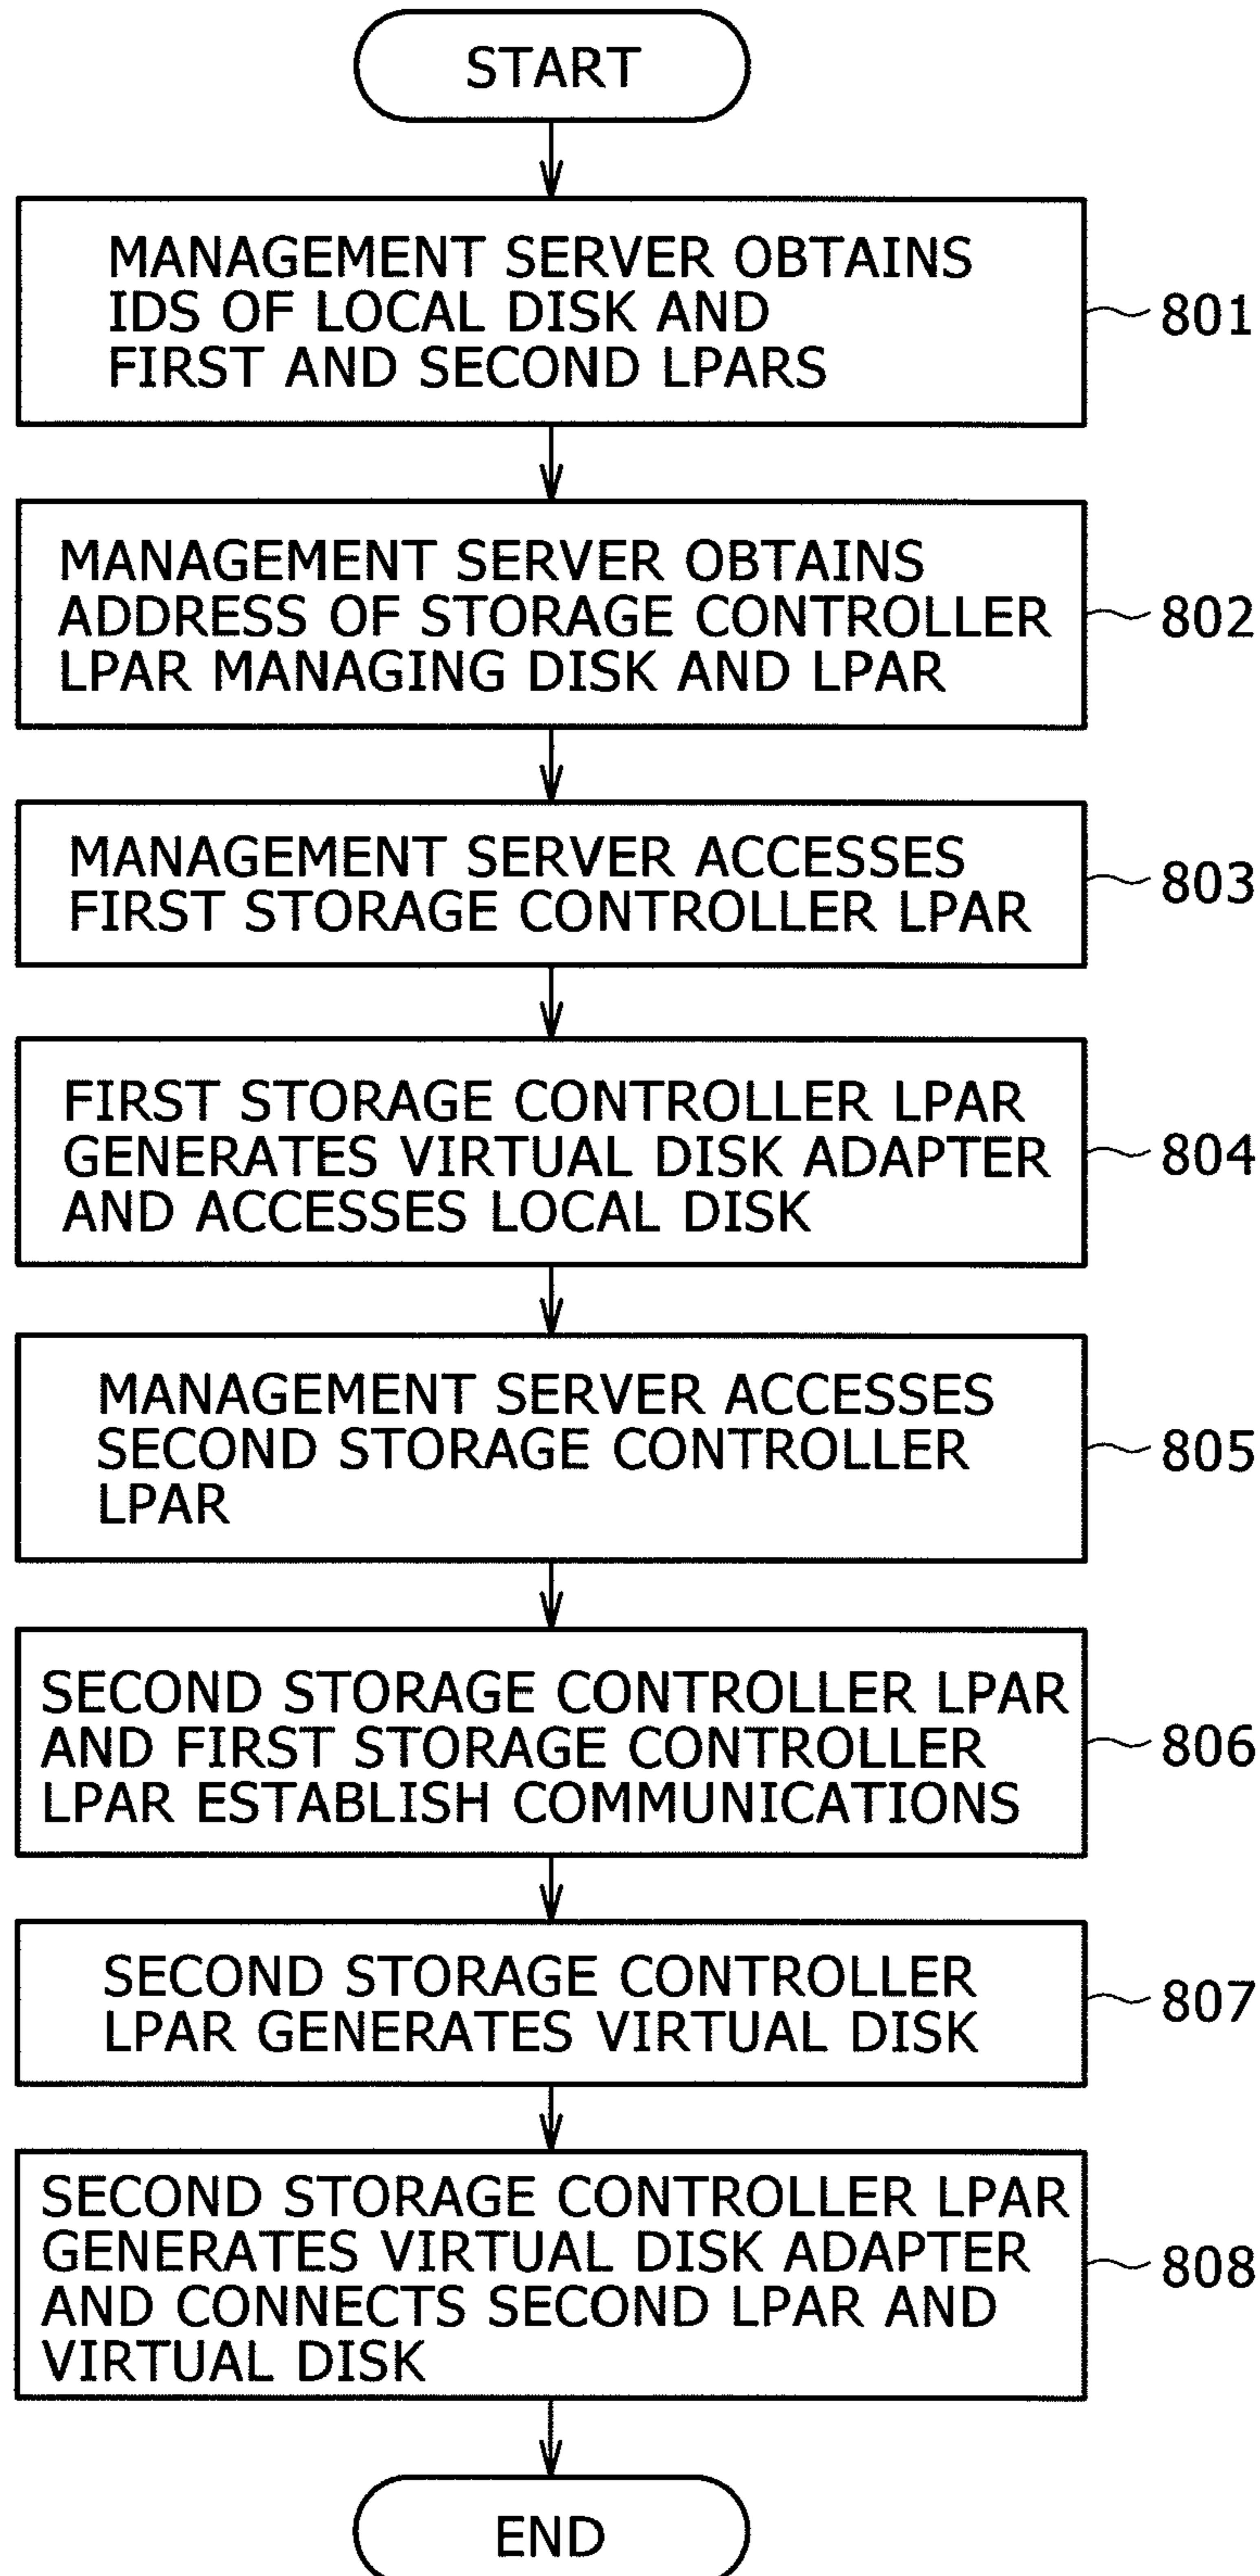 START
MANAGEMENT SERVER OBTAINS
IDS OF LOCAL DISK AND
FIRST AND SECOND LPARS
801
MANAGEMENT SERVER OBTAINS
ADDRESS OF STORAGE CONTROLLER
LPAR MANAGING DISK AND LPAR
802
MANAGEMENT SERVER ACCESSES
FIRST STORAGE CONTROLLER LPAR
803
FIRST STORAGE CONTROLLER LPAR
GENERATES VIRTUAL DISK ADAPTER
AND ACCESSES LOCAL DISK
804
MANAGEMENT SERVER ACCESSES
SECOND STORAGE CONTROLLER
LPAR
805
SECOND STORAGE CONTROLLER LPAR
AND FIRST STORAGE CONTROLLER
LPAR ESTABLISH COMMUNICATIONS
806
SECOND STORAGE CONTROLLER
LPAR GENERATES VIRTUAL DISK
807
SECOND STORAGE CONTROLLER LPAR
GENERATES VIRTUAL DISK ADAPTER
AND CONNECTS SECOND LPAR AND
VIRTUAL DISK
808
END